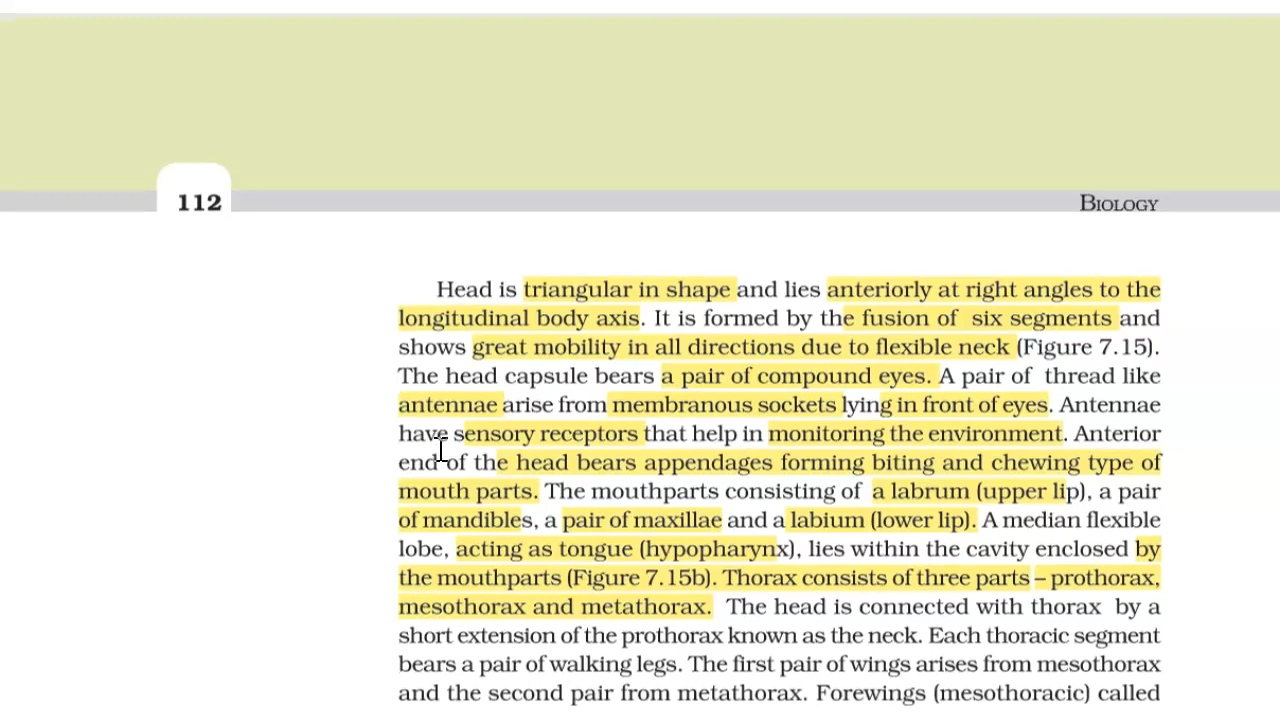 112
BIOLOGY
Head is triangular in shape and lies anteriorly at right angles to the
longitudinal body axis. It is formed by the fusion of six segments and
shows great mobility in all directions due to flexible neck (Figure 7.15).
The head capsule bears a pair of compound eyes. A pair of thread like
antennae arise from membranous sockets lying in front of eyes. Antennae
have sensory receptors that help in monitoring the environment. Anterior
end of the head bears appendages forming biting and chewing type of
mouth parts. The mouthparts consisting of a labrum (upper lip), a pair
of mandibles, a pair of maxillae and a labium (lower lip). A median flexible
lobe, acting as tongue (hypopharynx), lies within the cavity enclosed by
the mouthparts (Figure 7.15b). Thorax consists of three parts – prothorax,
mesothorax and metathorax. The head is connected with thorax by a
short extension of the prothorax known as the neck. Each thoracic segment
bears a pair of walking legs. The first pair of wings arises from mesothorax
and the second pair from metathorax. Forewings (mesothoracic) called